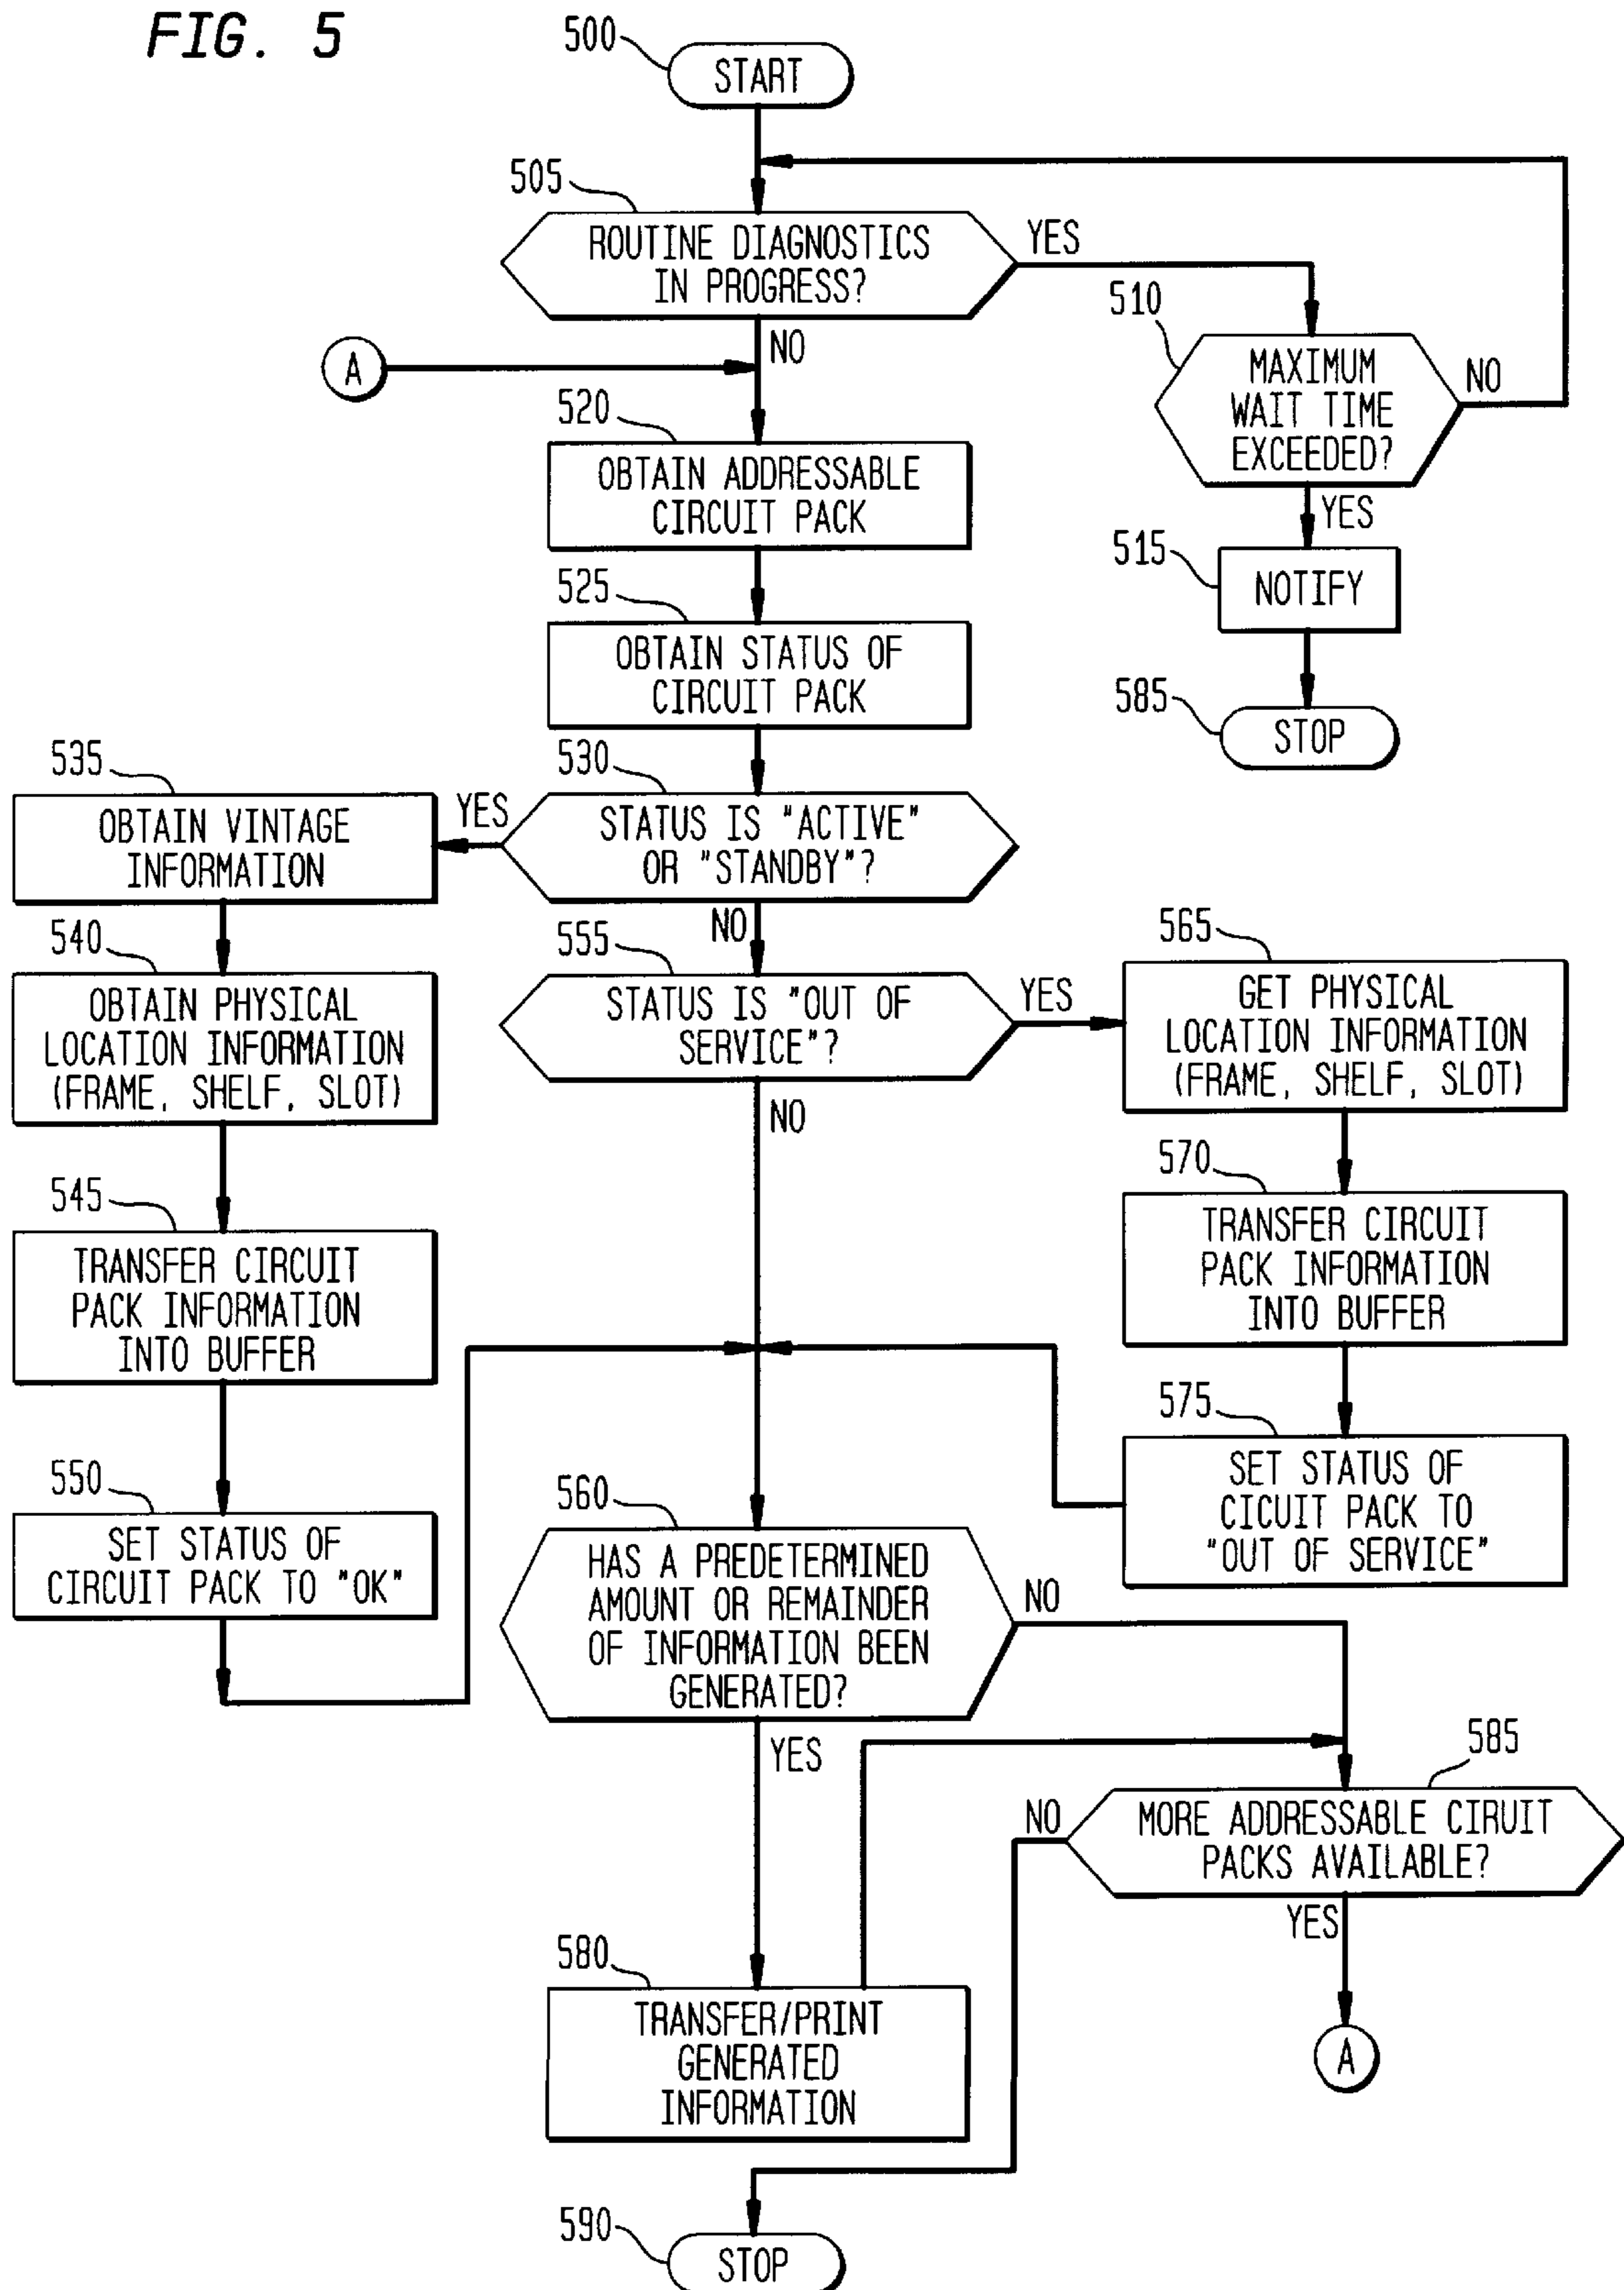 FIG. 5
500
START
505
ROUTINE DIAGNOSTICS
IN PROGRESS?
YES
510
MAXIMUM
WAIT TIME
EXCEEDED?
NO
YES
515
NOTIFY
585
STOP
NO
A
520
OBTAIN ADDRESSABLE
CIRCUIT PACK
525
OBTAIN STATUS OF
CIRCUIT PACK
530
STATUS IS "ACTIVE"
OR "STANDBY"?
YES
535
OBTAIN VINTAGE
INFORMATION
540
OBTAIN PHYSICAL
LOCATION INFORMATION
(FRAME, SHELF, SLOT)
545
TRANSFER CIRCUIT
PACK INFORMATION
INTO BUFFER
550
SET STATUS OF
CIRCUIT PACK TO "OK"
NO
555
STATUS IS "OUT OF
SERVICE"?
YES
565
GET PHYSICAL
LOCATION INFORMATION
(FRAME, SHELF, SLOT)
570
TRANSFER CIRCUIT
PACK INFORMATION
INTO BUFFER
575
SET STATUS OF
CICUIT PACK TO
"OUT OF SERVICE"
NO
560
HAS A PREDETERMINED
AMOUNT OR REMAINDER
OF INFORMATION BEEN
GENERATED?
NO
YES
585
MORE ADDRESSABLE CIRUIT
PACKS AVAILABLE?
NO
YES
A
580
TRANSFER/PRINT
GENERATED
INFORMATION
590
STOP